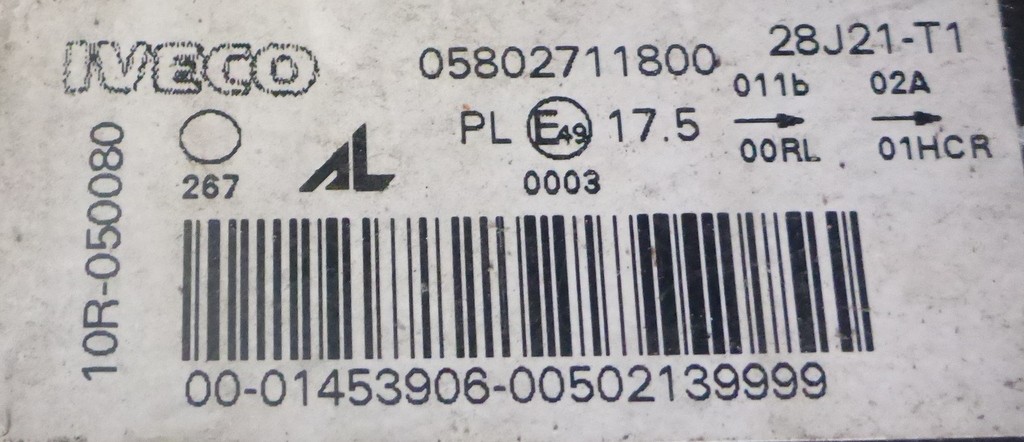 IVECO 05802711800 28J21-T1
011b 02A
PL E49 17.5
00RL 01HCR
267 AL 0003
10R-050080
00-01453906-00502139999